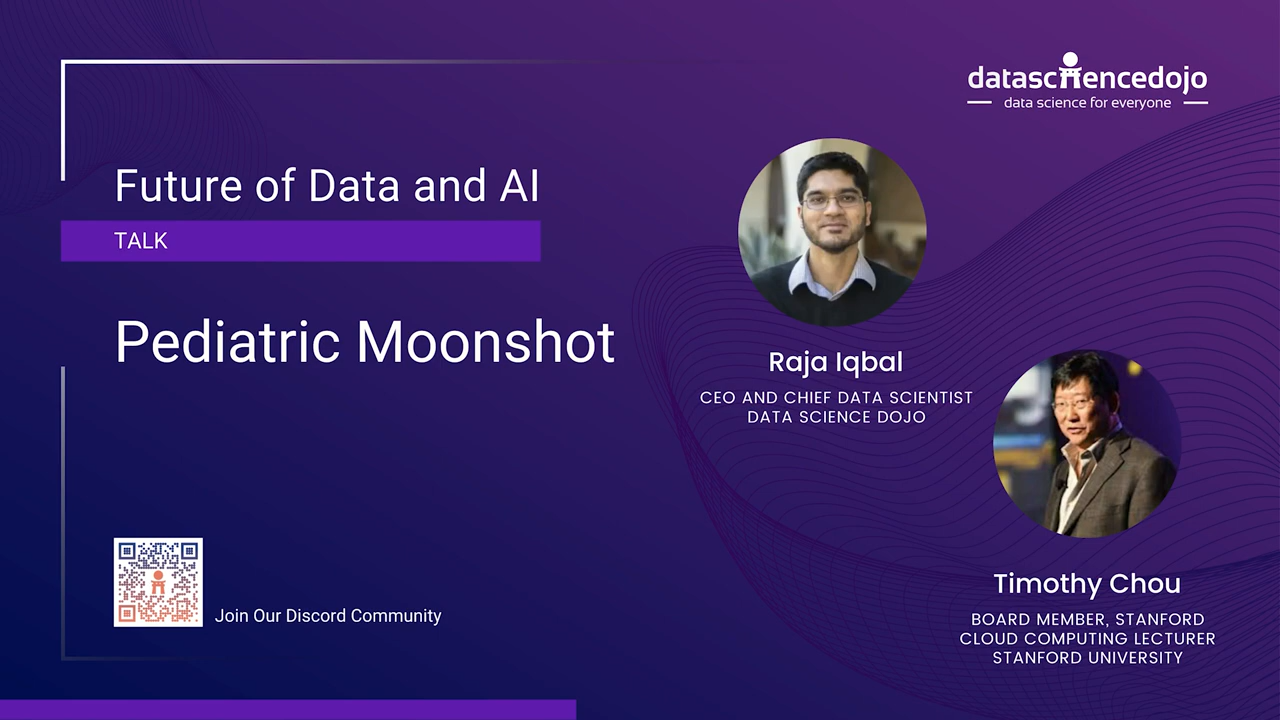 datasciencedojo
data science for everyone
Future of Data and AI
TALK
Pediatric Moonshot
Raja Iqbal
CEO AND CHIEF DATA SCIENTIST
DATA SCIENCE DOJO
Timothy Chou
BOARD MEMBER, STANFORD
CLOUD COMPUTING LECTURER
STANFORD UNIVERSITY
Join Our Discord Community